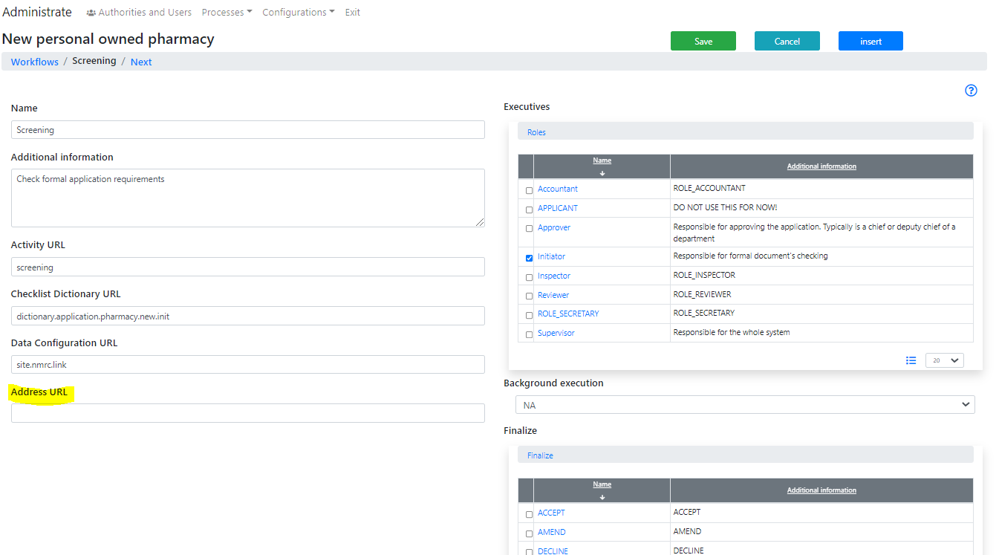 Administrate Authorities and Users Processes Configurations Exit
New personal owned pharmacy
Save Cancel insert
Workflows / Screening / Next
Name
Screening
Additional information
Check formal application requirements
Activity URL
screening
Checklist Dictionary URL
dictionary.application.pharmacy.new.init
Data Configuration URL
site.nmrc.link
Address URL
Executives
Roles
Name Additional information
Accountant ROLE_ACCOUNTANT
APPLICANT DO NOT USE THIS FOR NOW!
Approver Responsible for approving the application. Typically is a chief or deputy chief of a
department
Initiator Responsible for formal document's checking
Inspector ROLE_INSPECTOR
Reviewer ROLE_REVIEWER
ROLE_SECRETARY ROLE_SECRETARY
Supervisor Responsible for the whole system
20
Background execution
NA
Finalize
Finalize
Name Additional information
ACCEPT ACCEPT
AMEND AMEND
DECLINE DECLINE